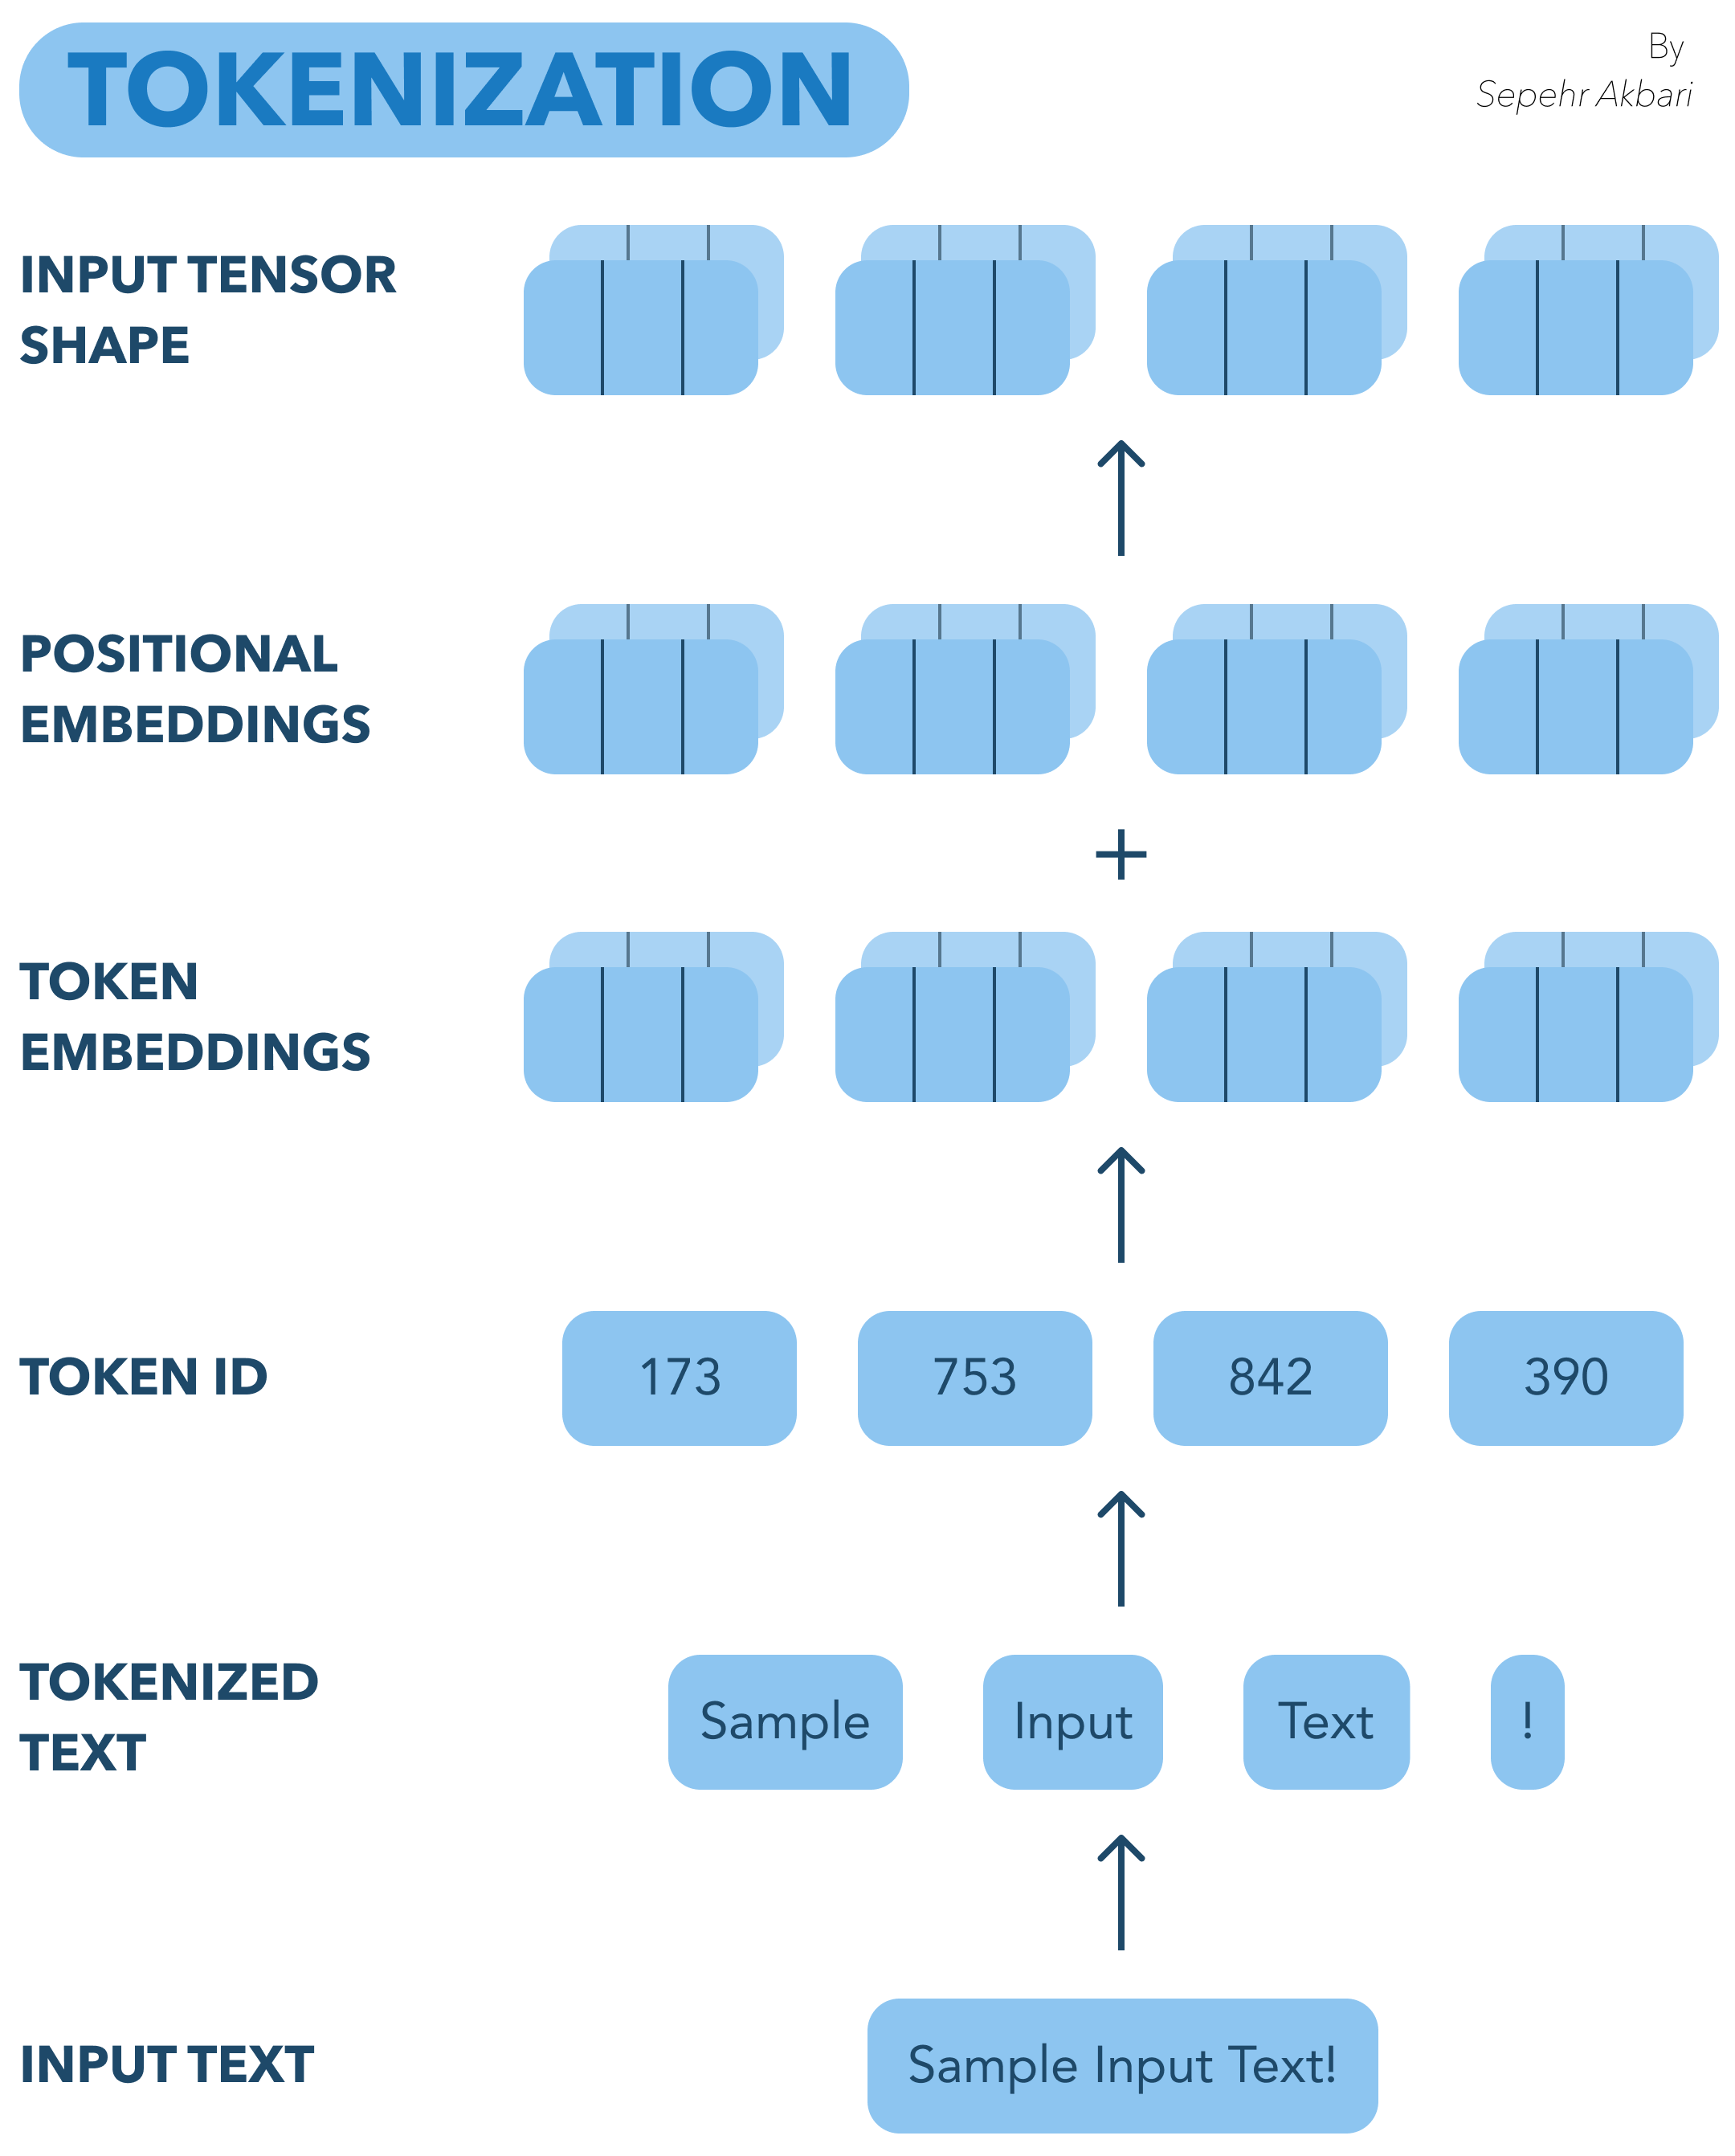 TOKENIZATION
By
Sepehr Akbari
INPUT TENSOR
SHAPE
POSITIONAL
EMBEDDINGS
+
TOKEN
EMBEDDINGS
TOKEN ID
173 753 842 390
TOKENIZED
TEXT
Sample Input Text !
INPUT TEXT
Sample Input Text!